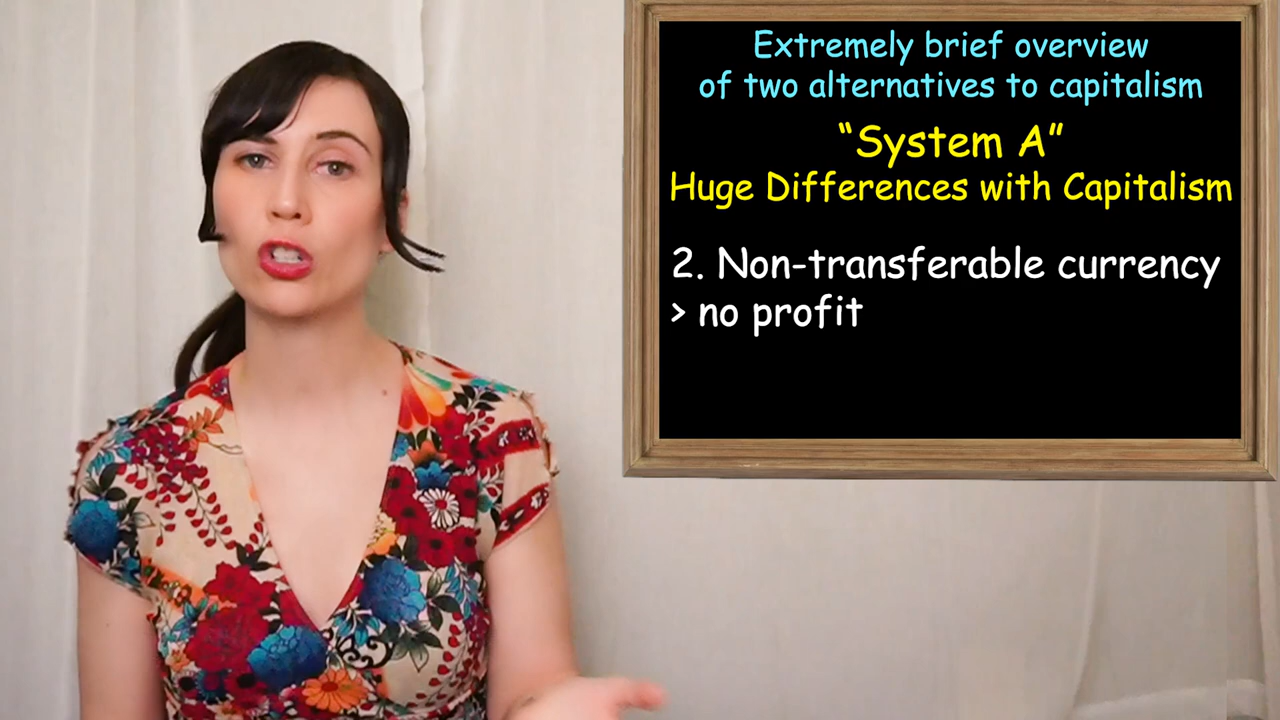 Extremely brief overview
of two alternatives to capitalism
“System A”
Huge Differences with Capitalism
2. Non-transferable currency
> no profit